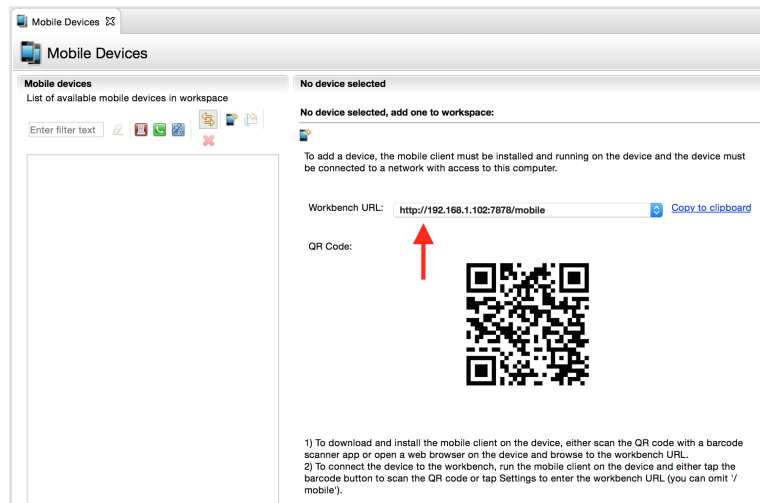 Mobile Devices
Mobile Devices
Mobile devices
List of available mobile devices in workspace
Enter filter text
No device selected
No device selected, add one to workspace:
To add a device, the mobile client must be installed and running on the device and the device must
be connected to a network with access to this computer.
Workbench URL:
http://192.168.1.102:7878/mobile
Copy to clipboard
QR Code:
1) To download and install the mobile client on the device, either scan the QR code with a barcode
scanner app or open a web browser on the device and browse to the workbench URL.
2) To connect the device to the workbench, run the mobile client on the device and either tap the
barcode button to scan the QR code or tap Settings to enter the workbench URL (you can omit '/
mobile').